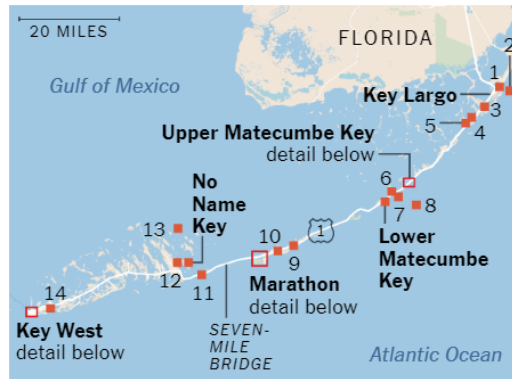 20 MILES
FLORIDA
2
Gulf of Mexico
1
Key Largo
3
5
4
Upper Matecumbe Key
detail below
6
7
8
No
Name
Key
13
1
10
9
Lower
Matecumbe
Key
12
11
Marathon
detail below
14
Key West
detail below
SEVEN-
MILE
BRIDGE
Atlantic Ocean